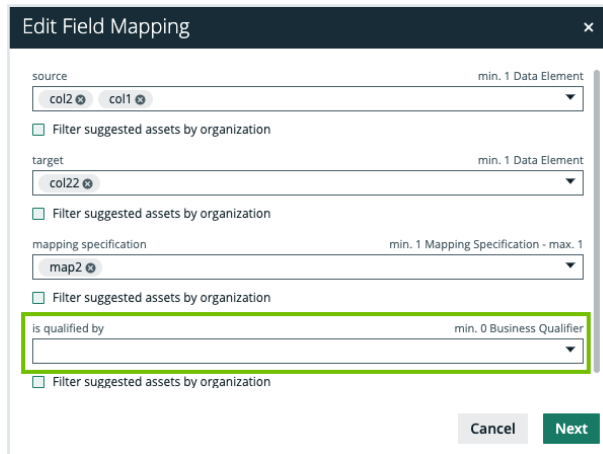 Edit Field Mapping ×
source min. 1 Data Element
col2 col1
Filter suggested assets by organization
target min. 1 Data Element
col22
Filter suggested assets by organization
mapping specification min. 1 Mapping Specification - max. 1
map2
Filter suggested assets by organization
is qualified by min. 0 Business Qualifier
Filter suggested assets by organization
Cancel Next